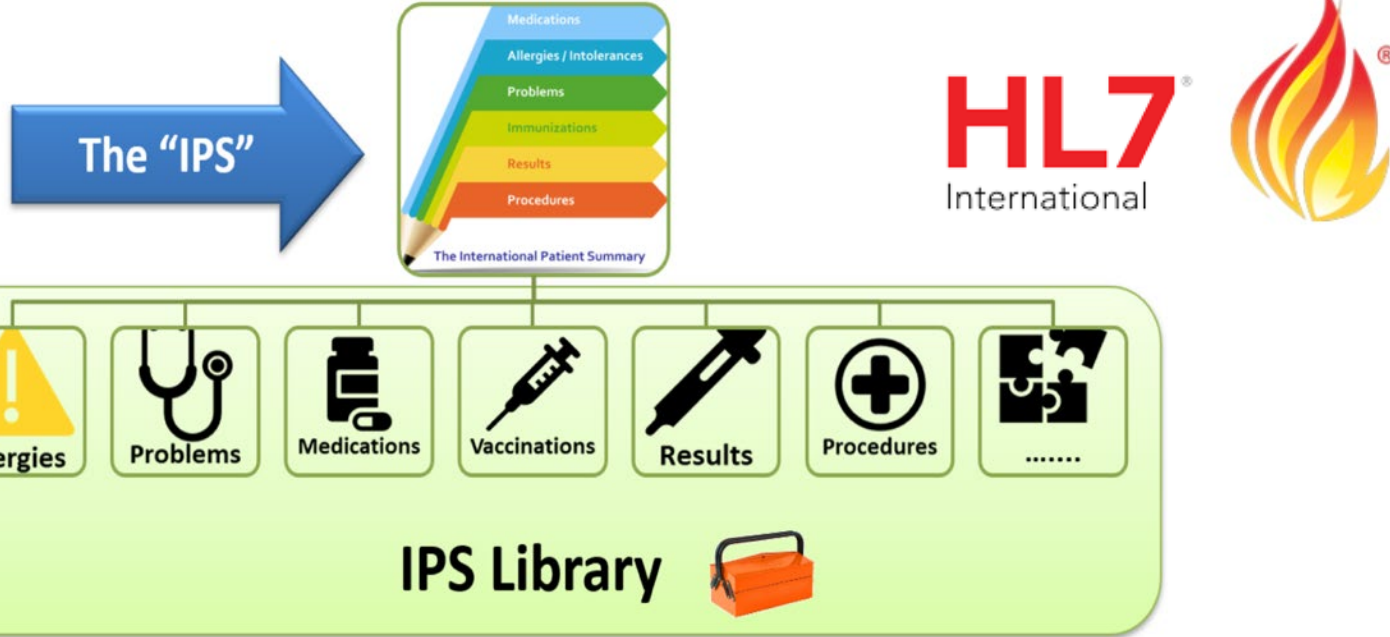 Medications
Allergies / Intolerances
Problems
Immunizations
Results
Procedures
The International Patient Summary
The “IPS”
HL7®
International
®
ergies
Problems
Medications
Vaccinations
Results
Procedures
.......
IPS Library